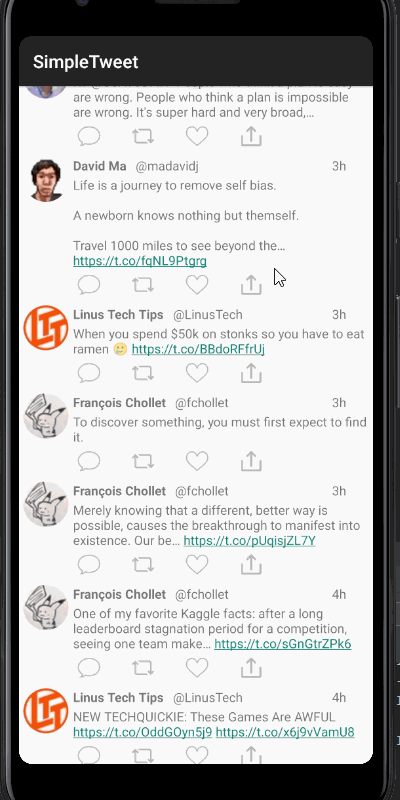 SimpleTweet
are wrong. People who think a plan is impossible
are wrong. It's super hard and very broad,...
David Ma @madavidj 3h
Life is a journey to remove self bias.
A newborn knows nothing but themself.
Travel 1000 miles to see beyond the...
https://t.co/fqNL9Ptgrg
Linus Tech Tips @LinusTech 3h
When you spend $50k on stonks so you have to eat
ramen 🥲 https://t.co/BBdoRFfrUj
François Chollet @fchollet 3h
To discover something, you must first expect to find
it.
François Chollet @fchollet 3h
Merely knowing that a different, better way is
possible, causes the breakthrough to manifest into
existence. Our be... https://t.co/pUqisjZL7Y
François Chollet @fchollet 4h
One of my favorite Kaggle facts: after a long
leaderboard stagnation period for a competition,
seeing one team make... https://t.co/sGnGtrZPk6
Linus Tech Tips @LinusTech 4h
NEW TECHQUICKIE: These Games Are AWFUL
https://t.co/OddGOyn5j9 https://t.co/x6j9vVamU8